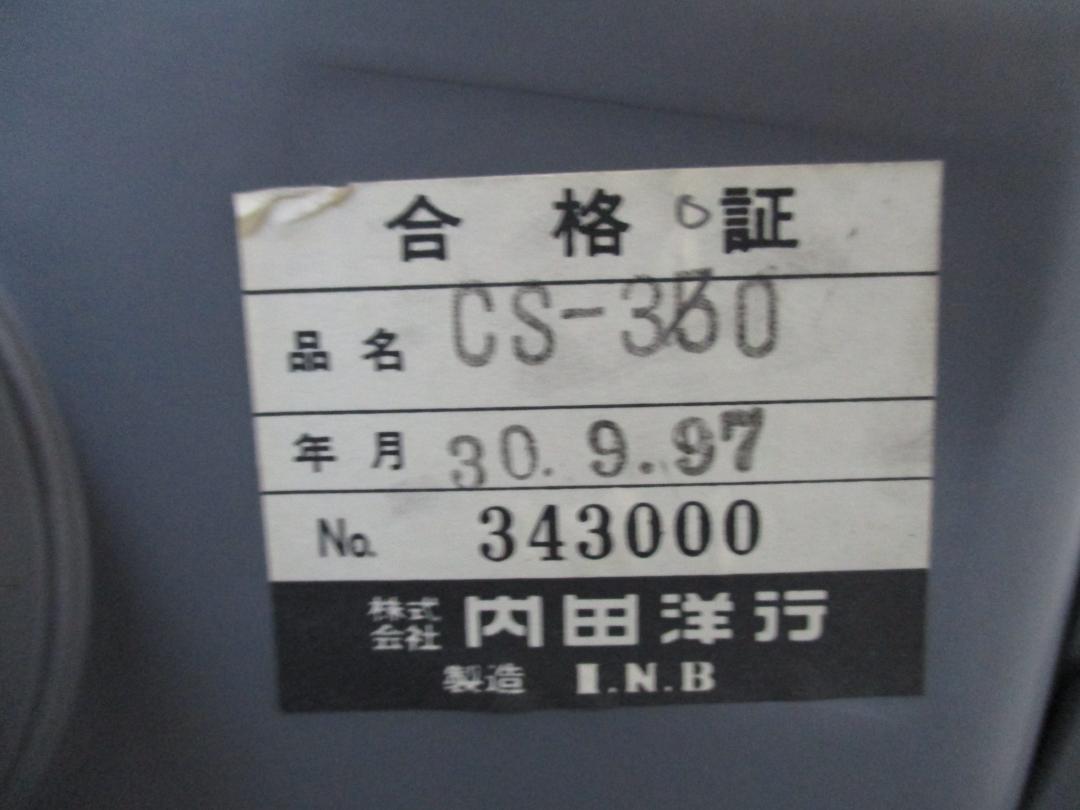 合格証
品名 CS-350
年月 30.9.97
No. 343000
株式会社 内田洋行
製造 I.N.B